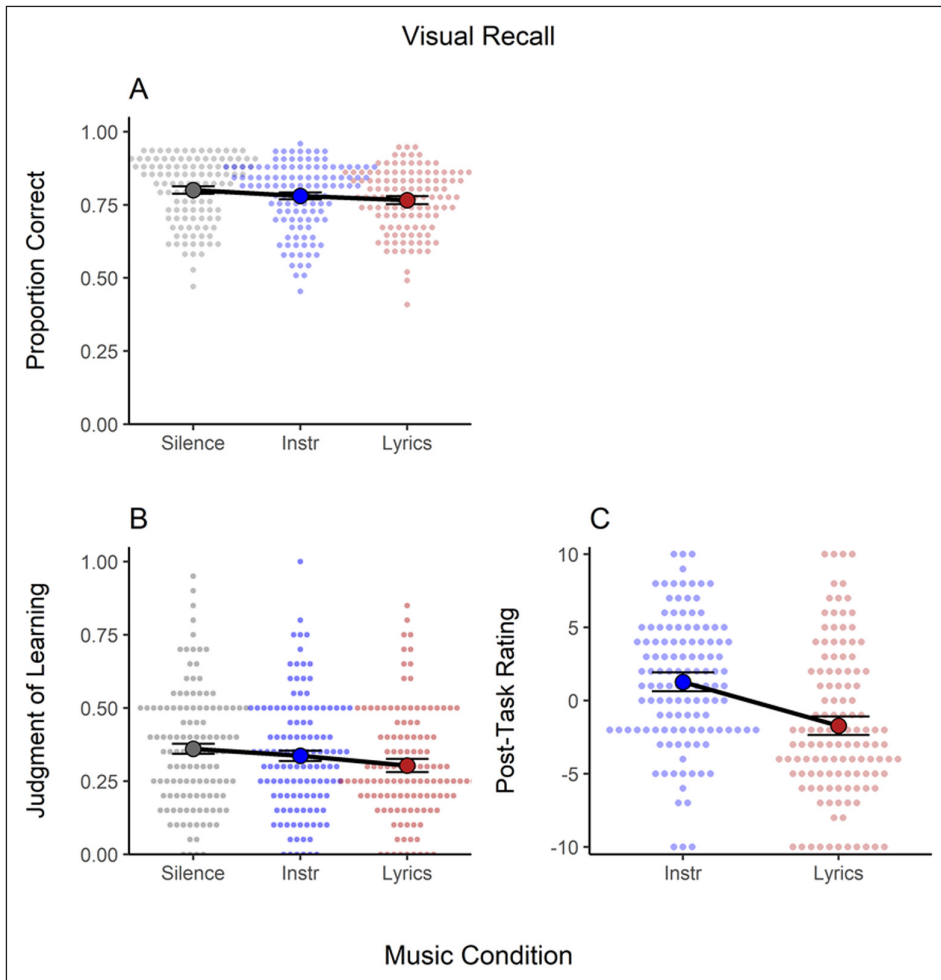 Visual Recall
A
Proportion Correct
1.00
0.75
0.50
0.25
0.00
Silence Instr Lyrics
B
Judgment of Learning
1.00
0.75
0.50
0.25
0.00
Silence Instr Lyrics
C
Post-Task Rating
10
5
0
-5
-10
Instr Lyrics
Music Condition